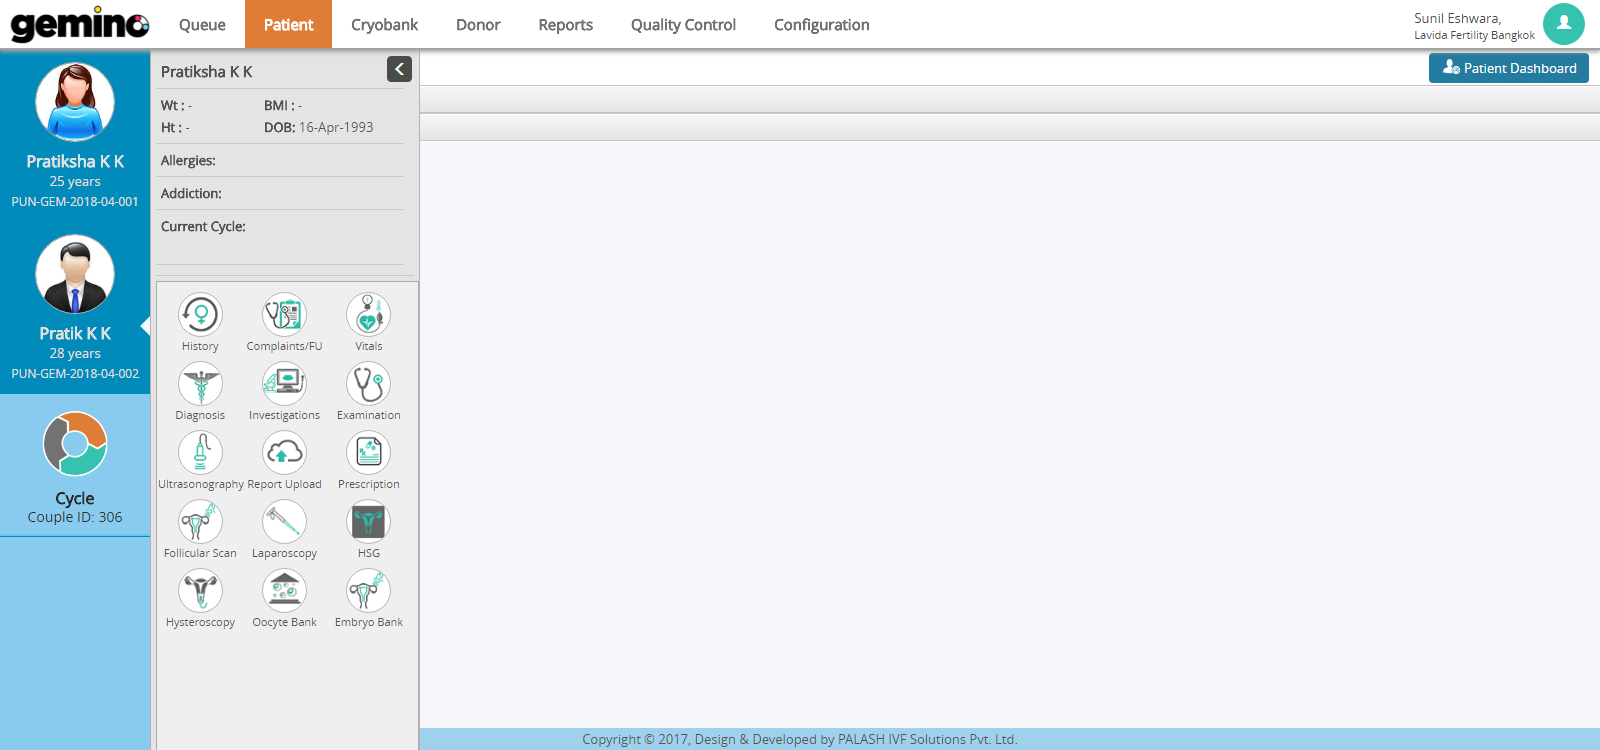 gemino
Queue Patient Cryobank Donor Reports Quality Control Configuration
Sunil Eshwara,
Lavida Fertility Bangkok
Patient Dashboard
Pratiksha K K
25 years
PUN-GEM-2018-04-001
Pratik K K
28 years
PUN-GEM-2018-04-002
Cycle
Couple ID: 306
Pratiksha K K
Wt : - BMI : -
Ht : - DOB: 16-Apr-1993
Allergies:
Addiction:
Current Cycle:
History Complaints/FU Vitals
Diagnosis Investigations Examination
Ultrasonography Report Upload Prescription
Follicular Scan Laparoscopy HSG
Hysteroscopy Oocyte Bank Embryo Bank
Copyright © 2017, Design & Developed by PALASH IVF Solutions Pvt. Ltd.